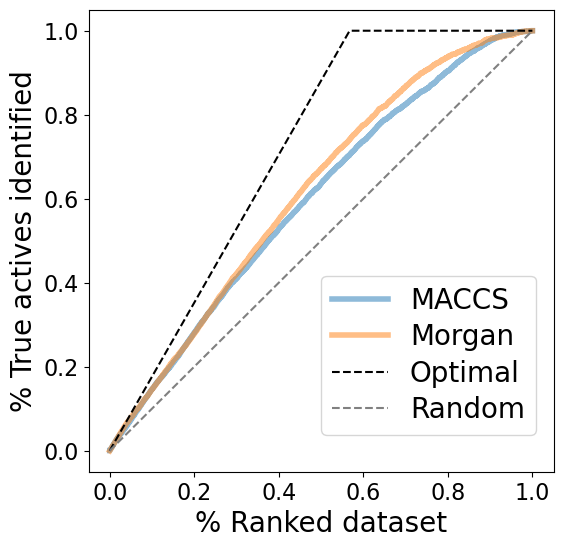 1.0
0.8
0.6
0.4
0.2
0.0
% True actives identified
MACCS
Morgan
Optimal
Random
0.0 0.2 0.4 0.6 0.8 1.0
% Ranked dataset